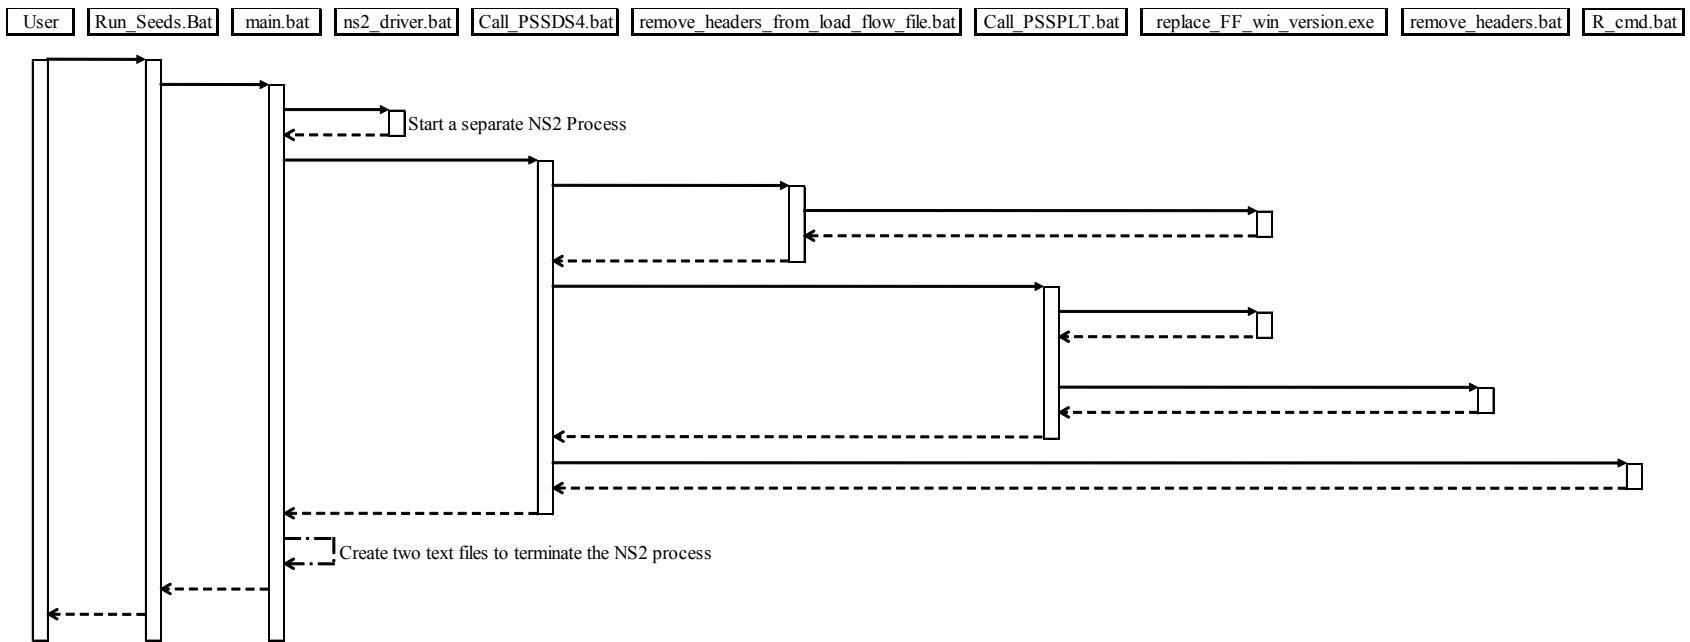 User
Run_Seeds.Bat
main.bat
ns2_driver.bat
Call_PSSDS4.bat
remove_headers_from_load_flow_file.bat
Call_PSSPLT.bat
replace_FF_win_version.exe
remove_headers.bat
R_cmd.bat
Start a separate NS2 Process
Create two text files to terminate the NS2 process